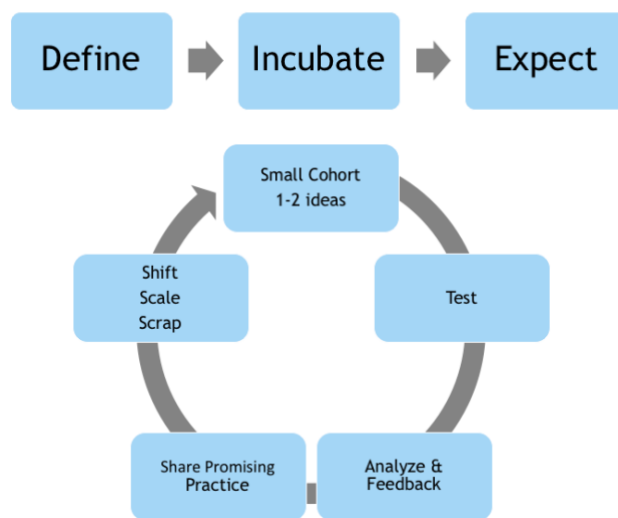 Define
Incubate
Expect
Small Cohort
1-2 ideas
Test
Analyze &
Feedback
Share Promising
Practice
Shift
Scale
Scrap